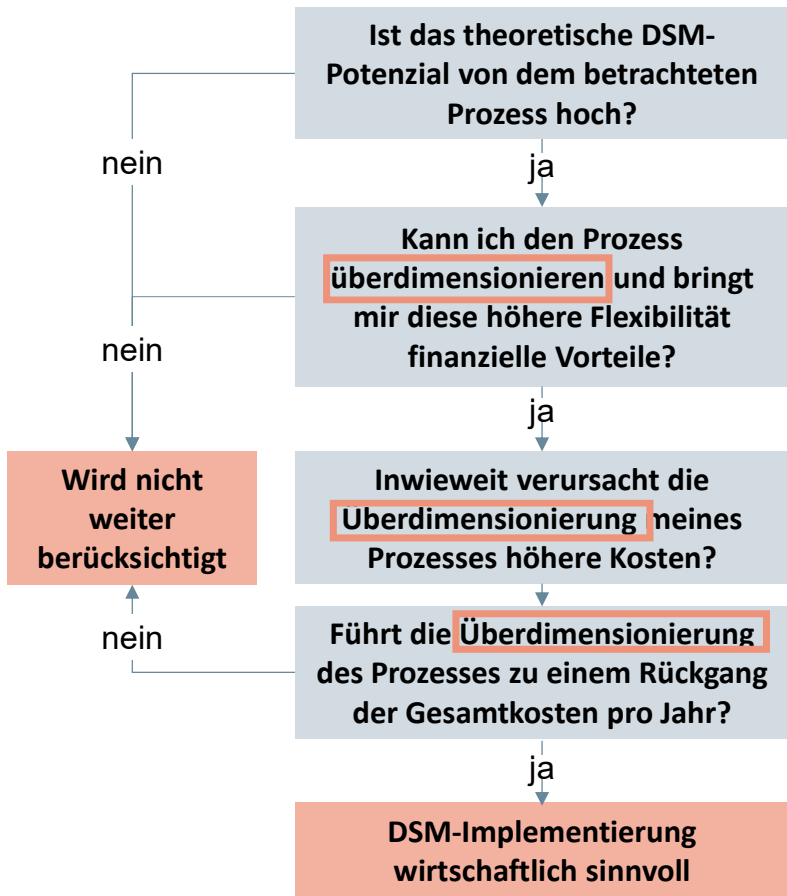 Ist das theoretische DSM-
Potenzial von dem betrachteten
Prozess hoch?
nein
ja
Kann ich den Prozess
überdimensionieren und bringt
mir diese höhere Flexibilität
finanzielle Vorteile?
nein
ja
Wird nicht
weiter
berücksichtigt
Inwieweit verursacht die
Überdimensionierung meines
Prozesses höhere Kosten?
nein
Führt die Überdimensionierung
des Prozesses zu einem Rückgang
der Gesamtkosten pro Jahr?
ja
DSM-Implementierung
wirtschaftlich sinnvoll